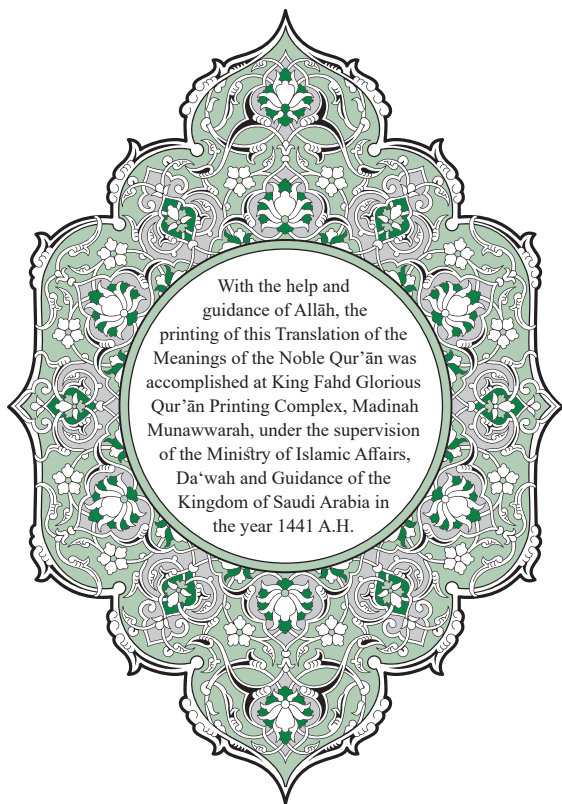 With the help and
guidance of Allāh, the
printing of this Translation of the
Meanings of the Noble Qur’ān was
accomplished at King Fahd Glorious
Qur’ān Printing Complex, Madinah
Munawwarah, under the supervision
of the Ministry of Islamic Affairs,
Da‘wah and Guidance of the
Kingdom of Saudi Arabia in
the year 1441 A.H.